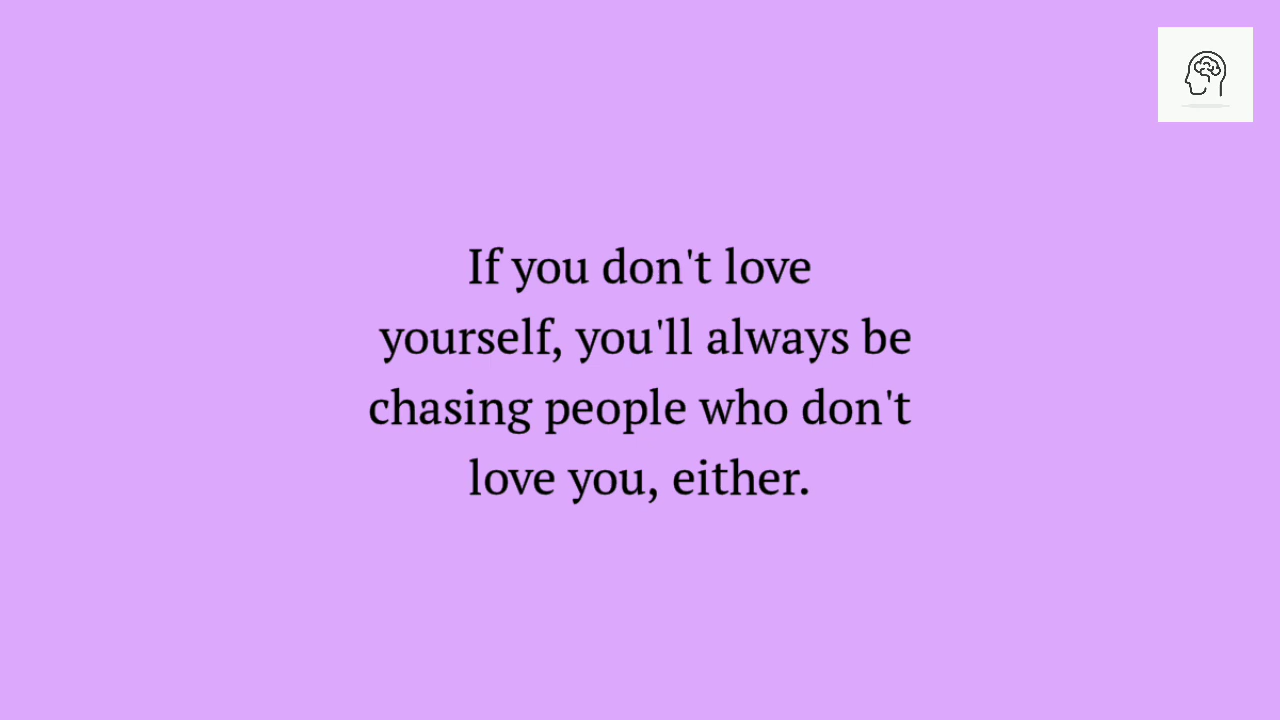 If you don't love
yourself, you'll always be
chasing people who don't
love you, either.